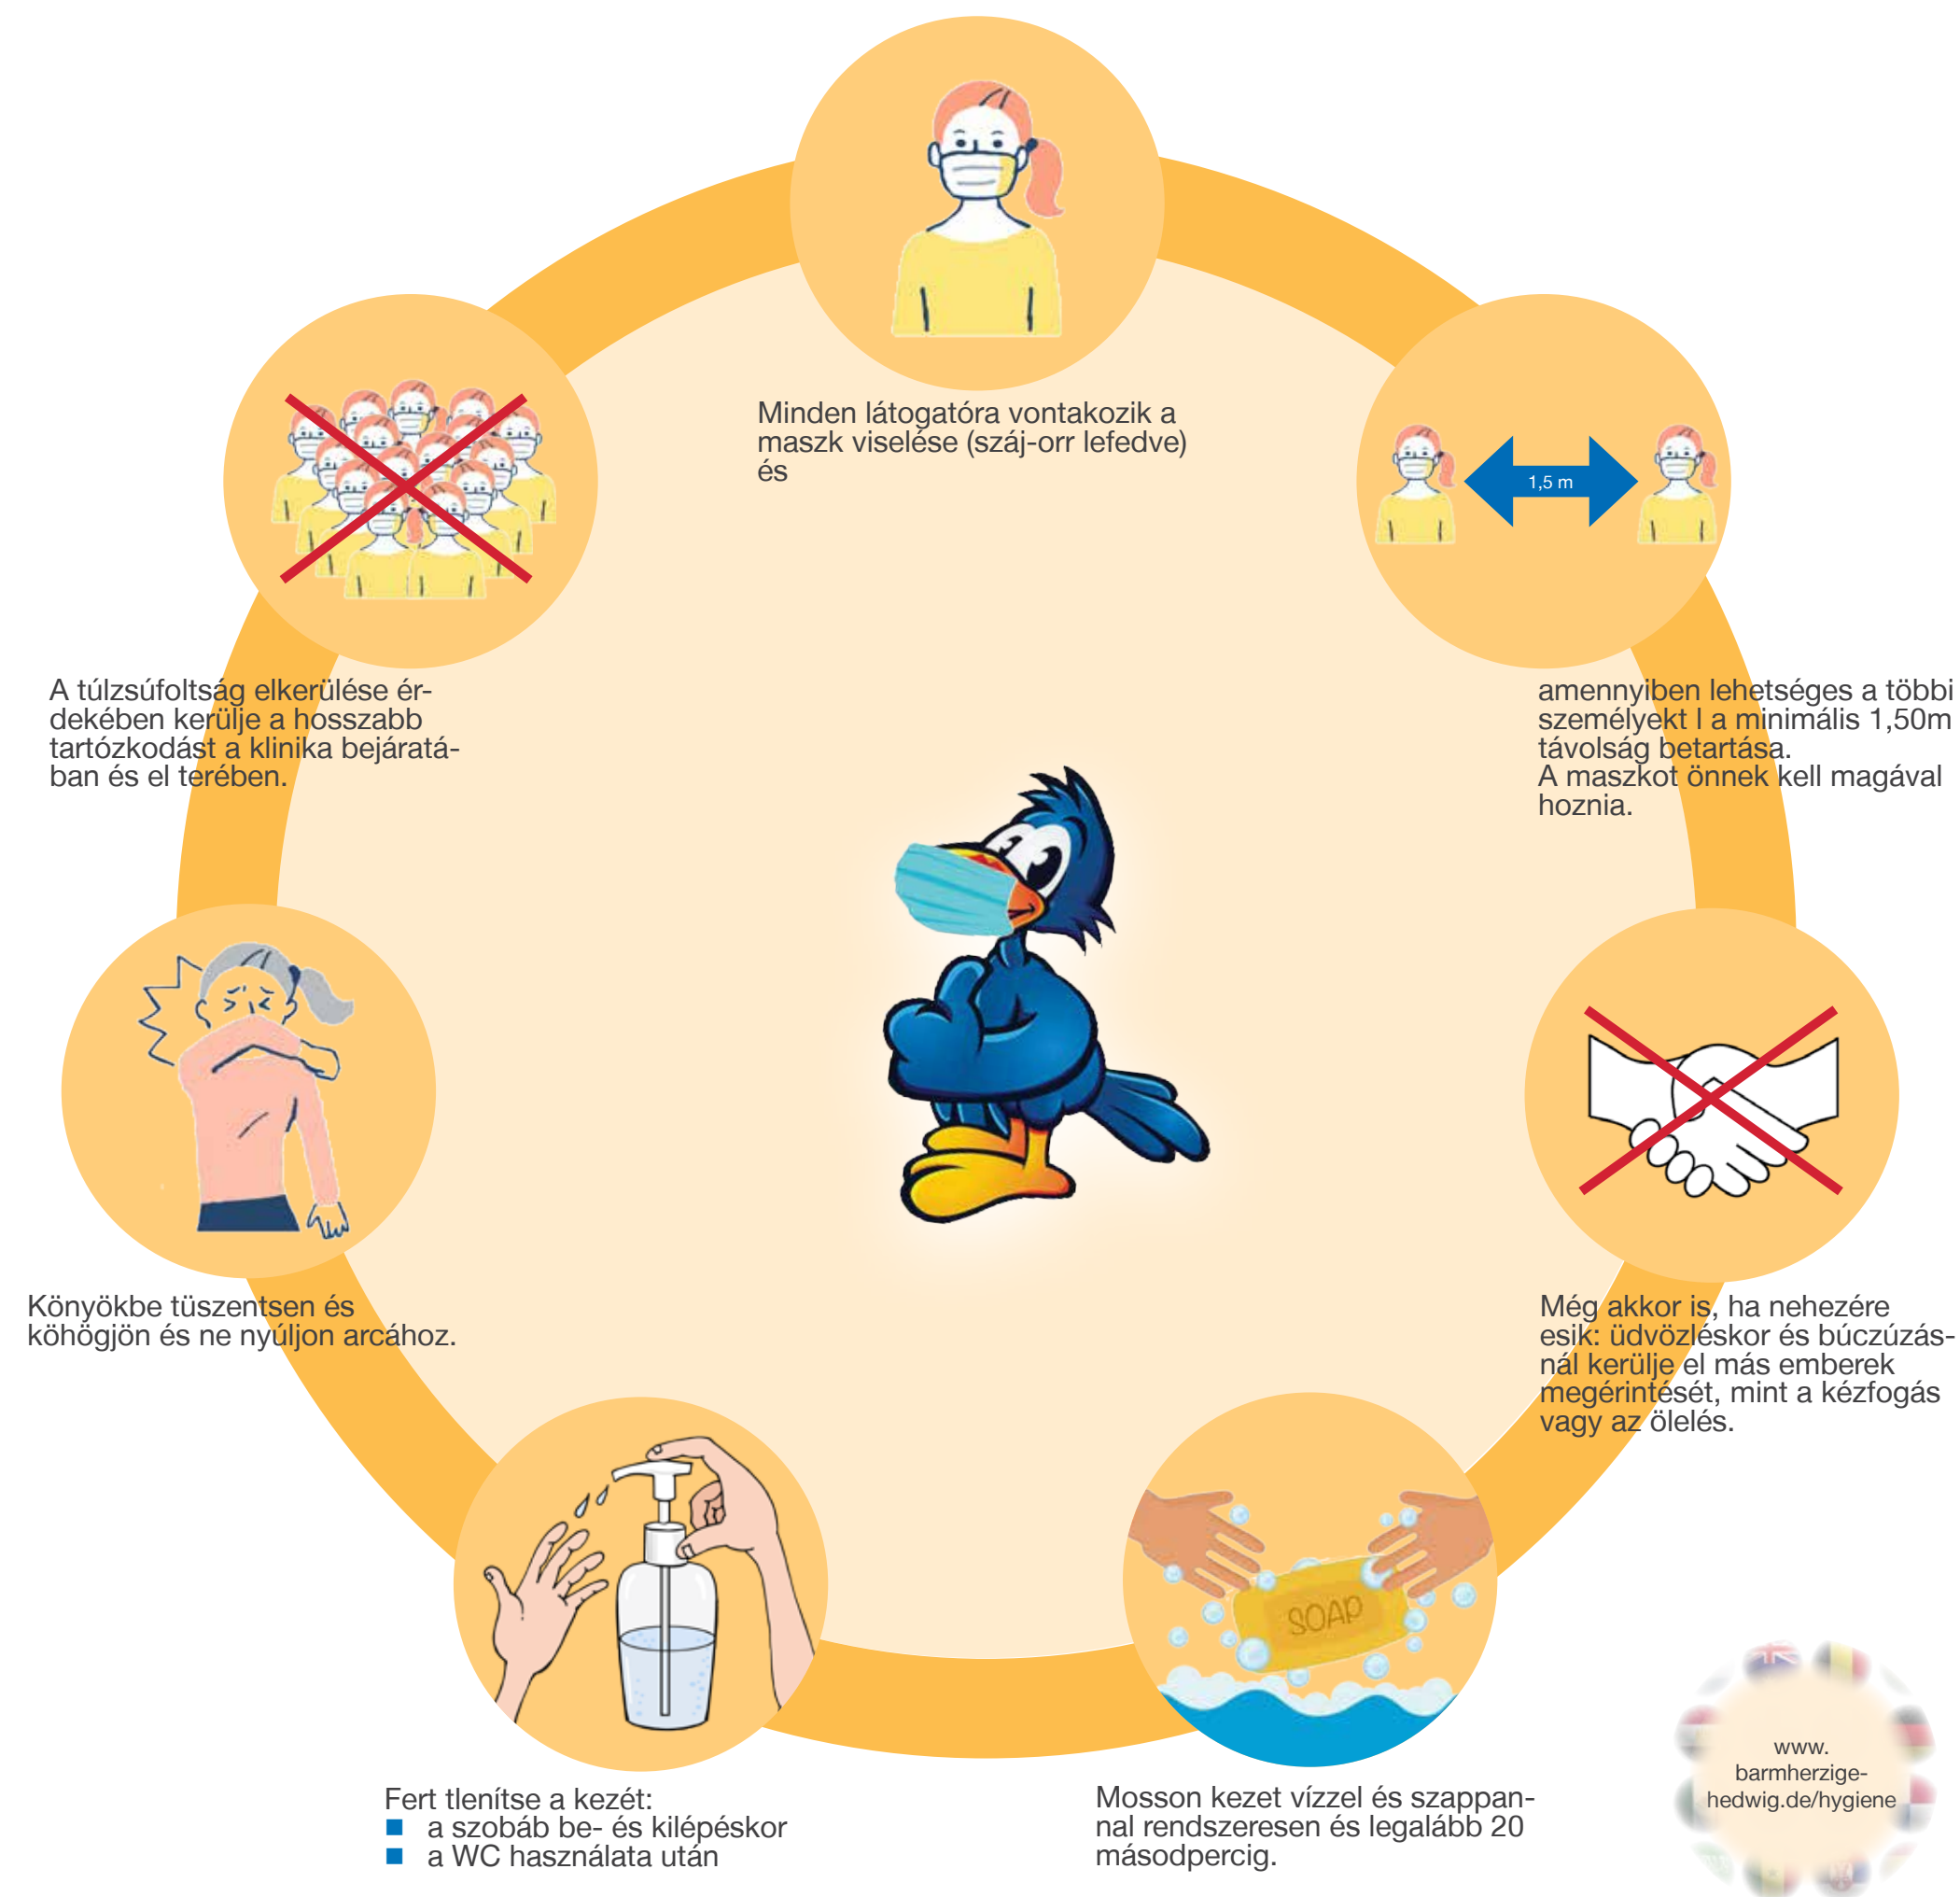 Minden látogatóra vontakozik a
maszk viselése (száj-orr lefedve)
és
1,5 m
amennyiben lehetséges a többi
személyekt l a minimális 1,50m
távolság betartása.
A maszkot önnek kell magával
hoznia.
Még akkor is, ha nehezére
esik: üdvözléskor és búczúzás-
nál kerülje el más emberek
megérintését, mint a kézfogás
vagy az ölelés.
SOAP
Mosson kezet vízzel és szappan-
nal rendszeresen és legalább 20
másodpercig.
Fert tlenítse a kezét:
■ a szobáb be- és kilépéskor
■ a WC használata után
Könyökbe tüszentsen és
köhögjön és ne nyúljon arcához.
A túlzsúfoltság elkerülése ér-
dekében kerülje a hosszabb
tartózkodást a klinika bejáratá-
ban és el terében.
www.
barmherzige-
hedwig.de/hygiene